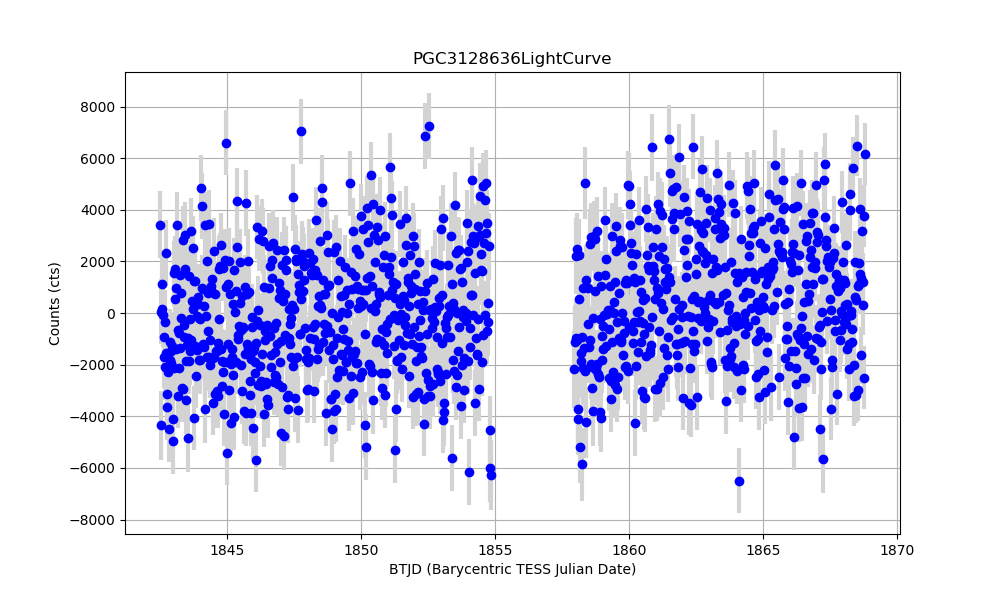 PGC3128636LightCurve
8000
6000
4000
2000
0
−2000
−4000
−6000
−8000
Counts (cts)
1845 1850 1855 1860 1865 1870
BTJD (Barycentric TESS Julian Date)